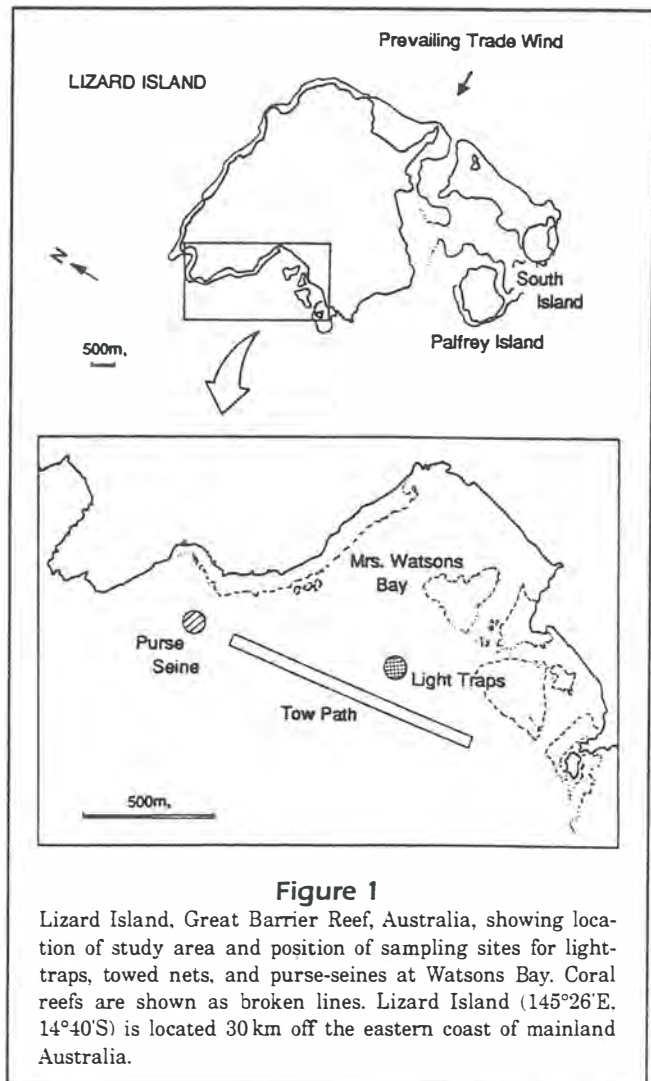 Prevailing Trade Wind
LIZARD ISLAND
N
South
Island
Palfrey Island
500m,
Mrs. Watsons
Bay
Purse
Seine
Light Traps
Tow Path
500m,
Figure 1
Lizard Island, Great Barrier Reef, Australia, showing loca-
tion of study area and position of sampling sites for light-
traps, towed nets, and purse-seines at Watsons Bay. Coral
reefs are shown as broken lines. Lizard Island (145°26'E,
14°40'S) is located 30 km off the eastern coast of mainland
Australia.